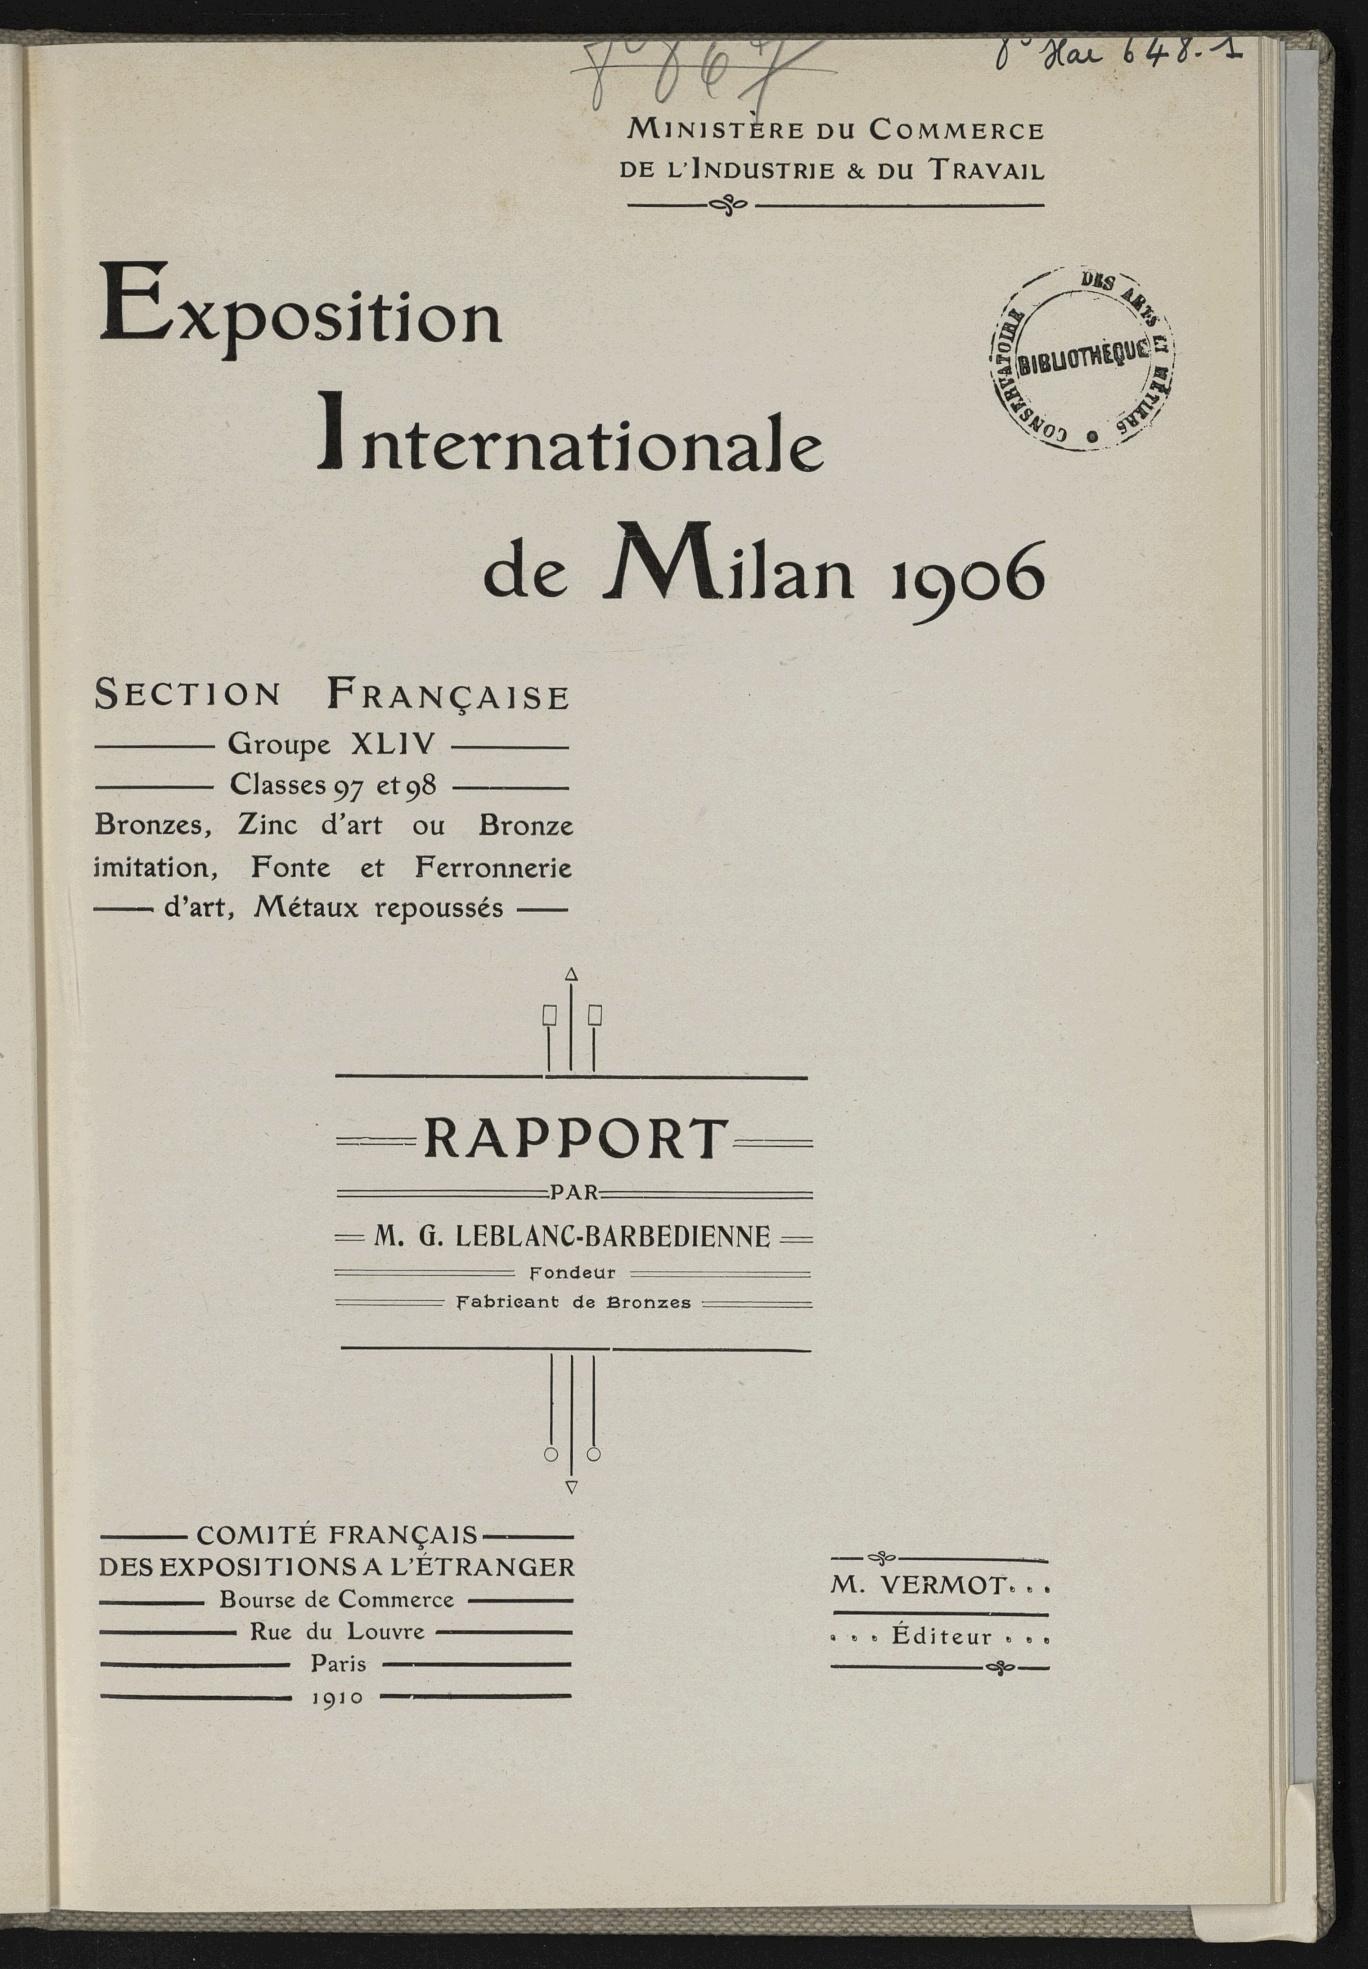 8° Hae 648.-1
MINISTÈRE DU COMMERCE
DE L'INDUSTRIE & DU TRAVAIL
Exposition
Internationale
de Milan 1906
CONSERVATOIRE DES ARTS ET MÉTIERS
BIBLIOTHÈQUE
SECTION FRANÇAISE
Groupe XLIV
Classes 97 et 98
Bronzes, Zinc d'art ou Bronze
imitation, Fonte et Ferronnerie
d'art, Métaux repoussés
RAPPORT
PAR
M. G. LEBLANC-BARBEDIENNE
Fondeur
Fabricant de Bronzes
COMITÉ FRANÇAIS
DES EXPOSITIONS A L'ÉTRANGER
Bourse de Commerce
Rue du Louvre
Paris
1910
M. VERMOT...
... Éditeur ...